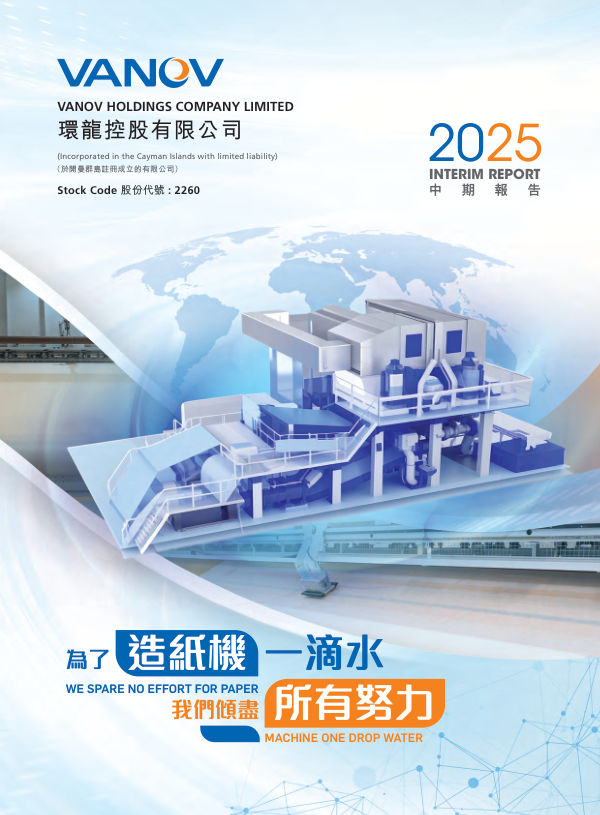 VANOV
VANOV HOLDINGS COMPANY LIMITED
環龍控股有限公司
(Incorporated in the Cayman Islands with limited liability)
(於開曼群島註冊成立的有限公司)
Stock Code 股份代號 : 2260
2025
INTERIM REPORT
中期報告
為了 造紙機 一滴水
WE SPARE NO EFFORT FOR PAPER
我們傾盡 所有努力
MACHINE ONE DROP WATER